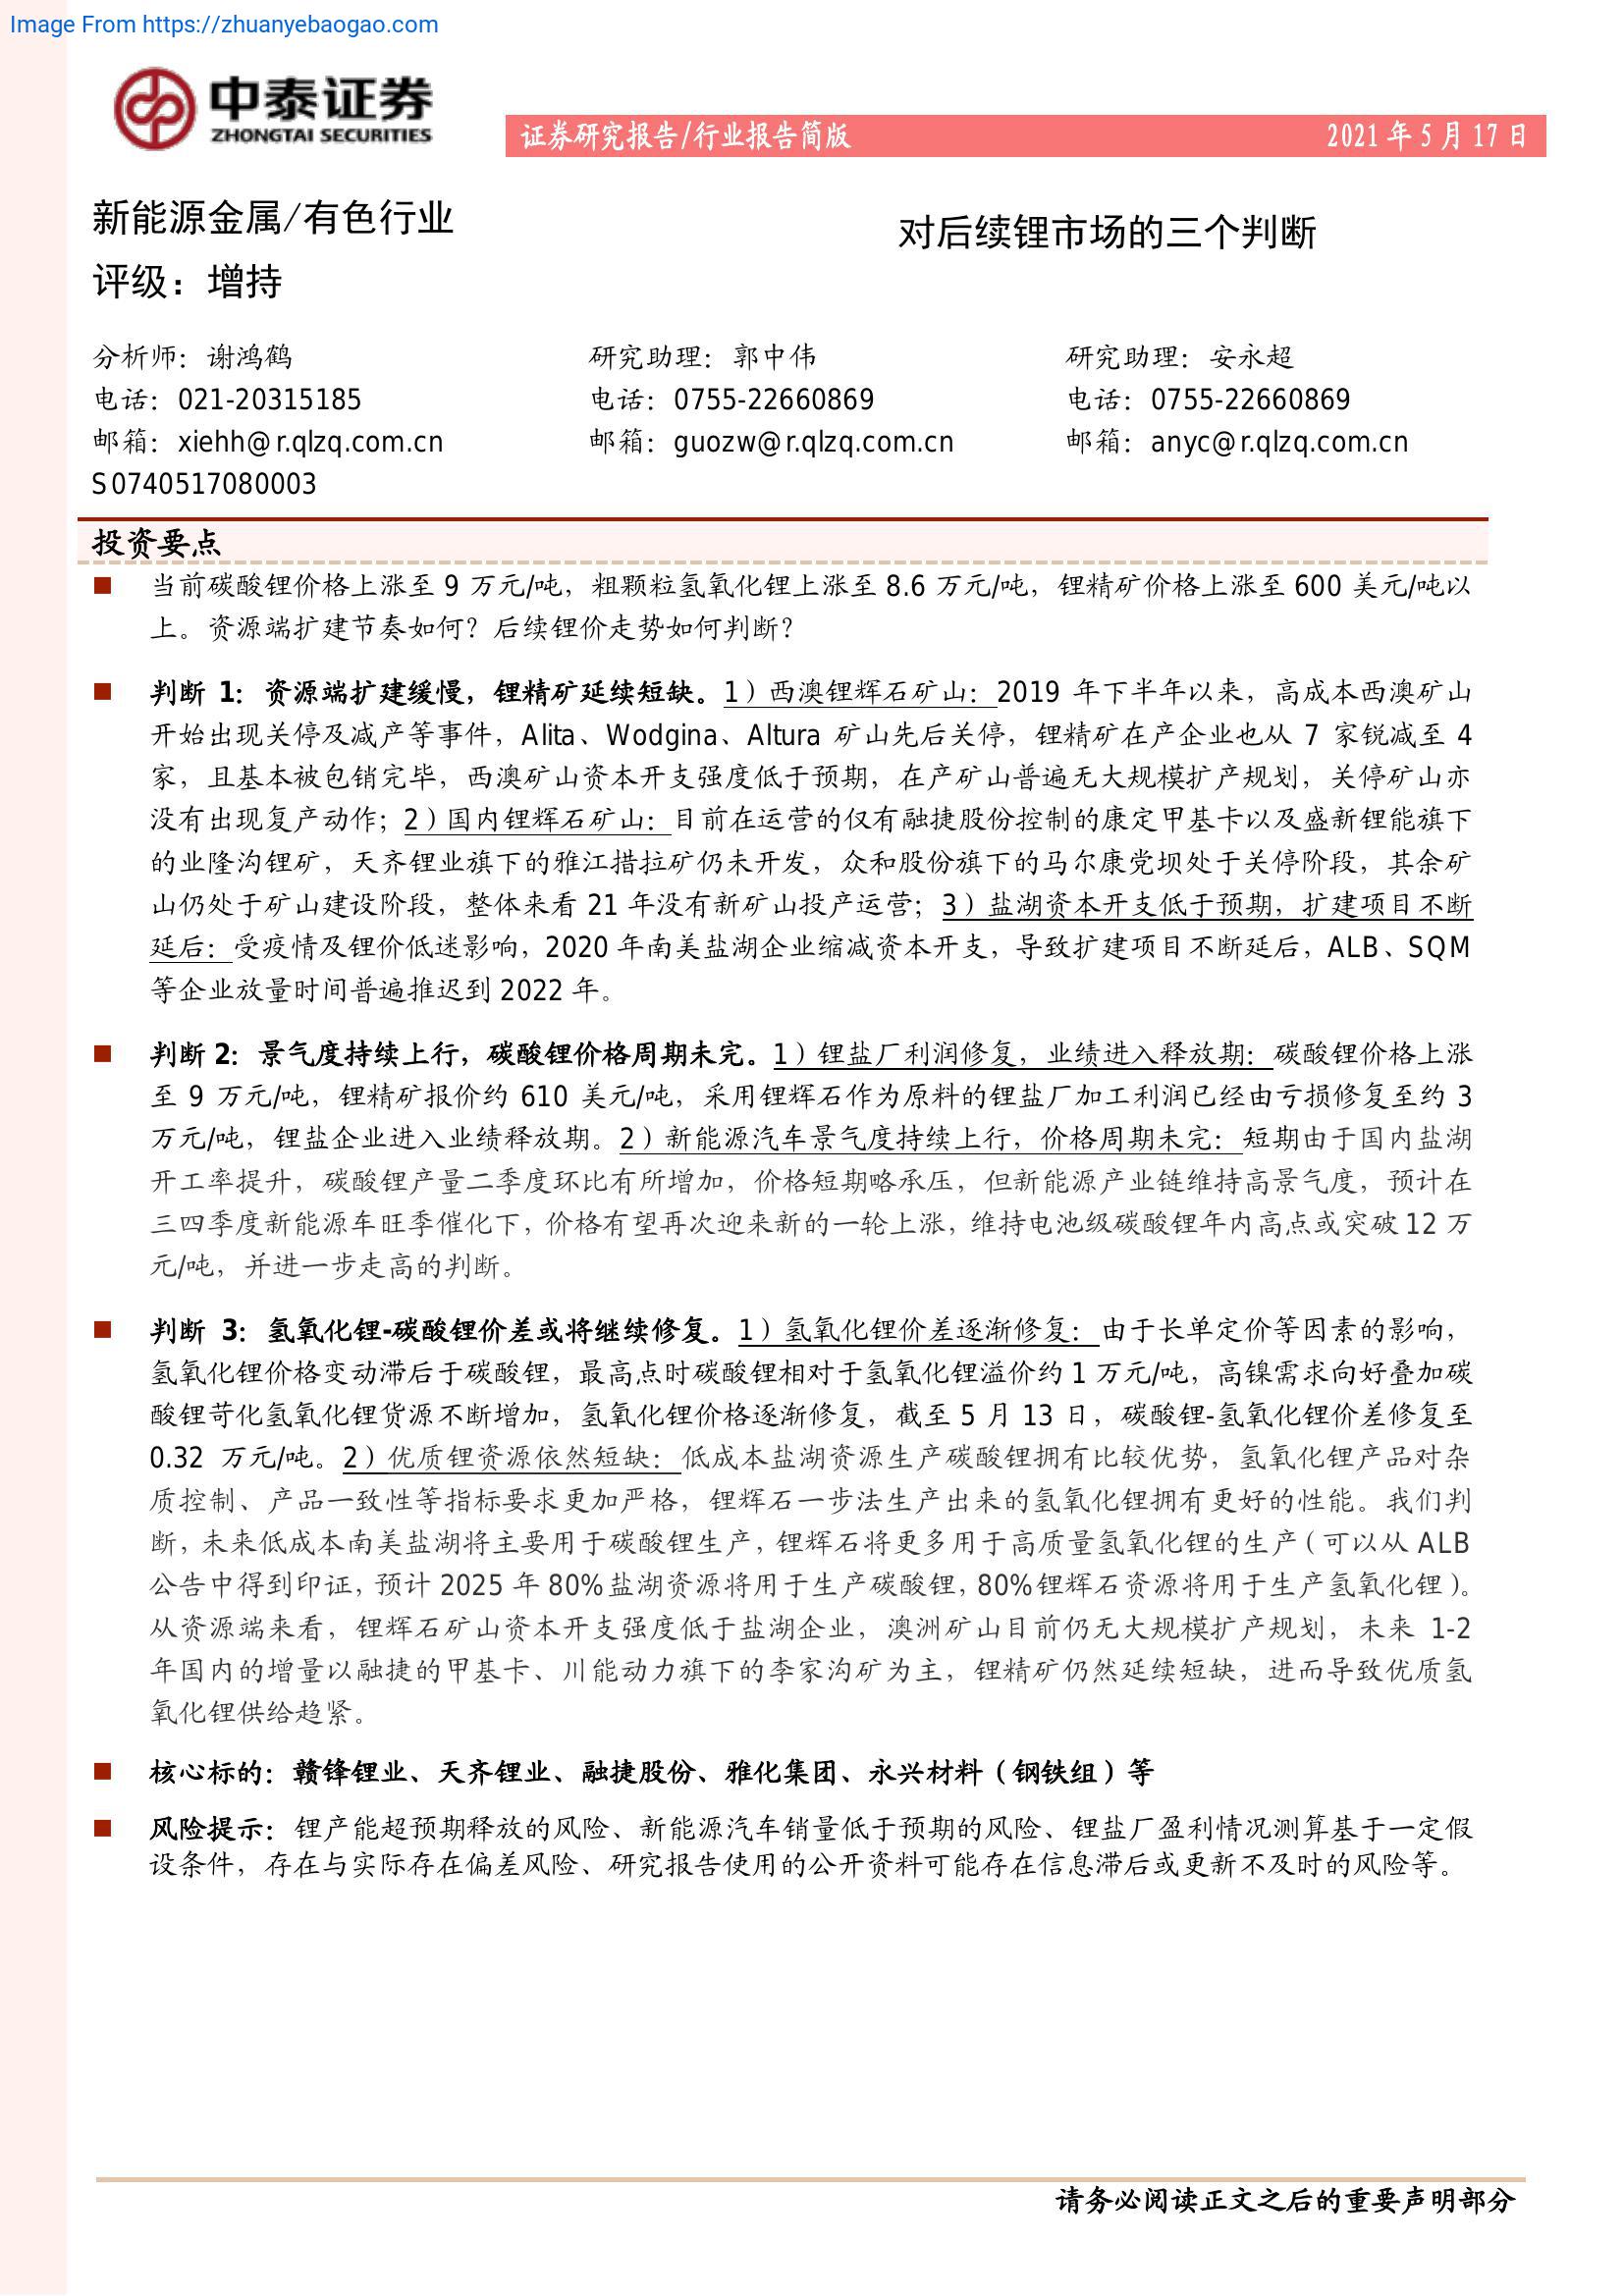 Image From https://zhuanyebaogao.com
中泰证券
ZHONGTAI SECURITIES
证券研究报告/行业报告简版
2021 年 5 月 17 日
新能源金属/有色行业
对后续锂市场的三个判断
评级：增持
分析师：谢鸿鹤
电话：021-20315185
邮箱：xiehh@r.qlzq.com.cn
S0740517080003
研究助理：郭中伟
电话：0755-22660869
邮箱：guozw@r.qlzq.com.cn
研究助理：安永超
电话：0755-22660869
邮箱：anyc@r.qlzq.com.cn
投资要点
当前碳酸锂价格上涨至 9 万元/吨，粗颗粒氢氧化锂上涨至 8.6 万元/吨，锂精矿价格上涨至 600 美元/吨以
上。资源端扩建节奏如何？后续锂价走势如何判断？
判断 1：资源端扩建缓慢，锂精矿延续短缺。1）西澳锂辉石矿山：2019 年下半年以来，高成本西澳矿山
开始出现关停及减产等事件，Alita、Wodgina、Altura 矿山先后关停，锂精矿在产企业也从 7 家锐减至 4
家，且基本被包销完毕，西澳矿山资本开支强度低于预期，在产矿山普遍无大规模扩产规划，关停矿山亦
没有出现复产动作；2）国内锂辉石矿山：目前在运营的仅有融捷股份控制的康定甲基卡以及盛新锂能旗下
的业隆沟锂矿，天齐锂业旗下的雅江措拉矿仍未开发，众和股份旗下的马尔康党坝处于关停阶段，其余矿
山仍处于矿山建设阶段，整体来看 21 年没有新矿山投产运营；3）盐湖资本开支低于预期，扩建项目不断
延后：受疫情及锂价低迷影响，2020 年南美盐湖企业缩减资本开支，导致扩建项目不断延后，ALB、SQM
等企业放量时间普遍推迟到 2022 年。
判断 2：景气度持续上行，碳酸锂价格周期未完。1）锂盐厂利润修复，业绩进入释放期：碳酸锂价格上涨
至 9 万元/吨，锂精矿报价约 610 美元/吨，采用锂辉石作为原料的锂盐厂加工利润已经由亏损修复至约 3
万元/吨，锂盐企业进入业绩释放期。2）新能源汽车景气度持续上行，价格周期未完：短期由于国内盐湖
开工率提升，碳酸锂产量二季度环比有所增加，价格短期略承压，但新能源产业链维持高景气度，预计在
三四季度新能源车旺季催化下，价格有望再次迎来新的一轮上涨，维持电池级碳酸锂年内高点或突破 12 万
元/吨，并进一步走高的判断。
判断 3：氢氧化锂-碳酸锂价差或将继续修复。1）氢氧化锂价差逐渐修复：由于长单定价等因素的影响，
氢氧化锂价格变动滞后于碳酸锂，最高点时碳酸锂相对于氢氧化锂溢价约 1 万元/吨，高镍需求向好叠加碳
酸锂苛化氢氧化锂货源不断增加，氢氧化锂价格逐渐修复，截至 5 月 13 日，碳酸锂-氢氧化锂价差修复至
0.32 万元/吨。2）优质锂资源依然短缺：低成本盐湖资源生产碳酸锂拥有比较优势，氢氧化锂产品对杂
质控制、产品一致性等指标要求更加严格，锂辉石一步法生产出来的氢氧化锂拥有更好的性能。我们判
断，未来低成本南美盐湖将主要用于碳酸锂生产，锂辉石将更多用于高质量氢氧化锂的生产（可以从 ALB
公告中得到印证，预计 2025 年 80%盐湖资源将用于生产碳酸锂，80%锂辉石资源将用于生产氢氧化锂）。
从资源端来看，锂辉石矿山资本开支强度低于盐湖企业，澳洲矿山目前仍无大规模扩产规划，未来 1-2
年国内的增量以融捷的甲基卡、川能动力旗下的李家沟矿为主，锂精矿仍然延续短缺，进而导致优质氢
氧化锂供给趋紧。
核心标的：赣锋锂业、天齐锂业、融捷股份、雅化集团、永兴材料（钢铁组）等
风险提示：锂产能超预期释放的风险、新能源汽车销量低于预期的风险、锂盐厂盈利情况测算基于一定假
设条件，存在与实际存在偏差风险、研究报告使用的公开资料可能存在信息滞后或更新不及时的风险等。
请务必阅读正文之后的重要声明部分